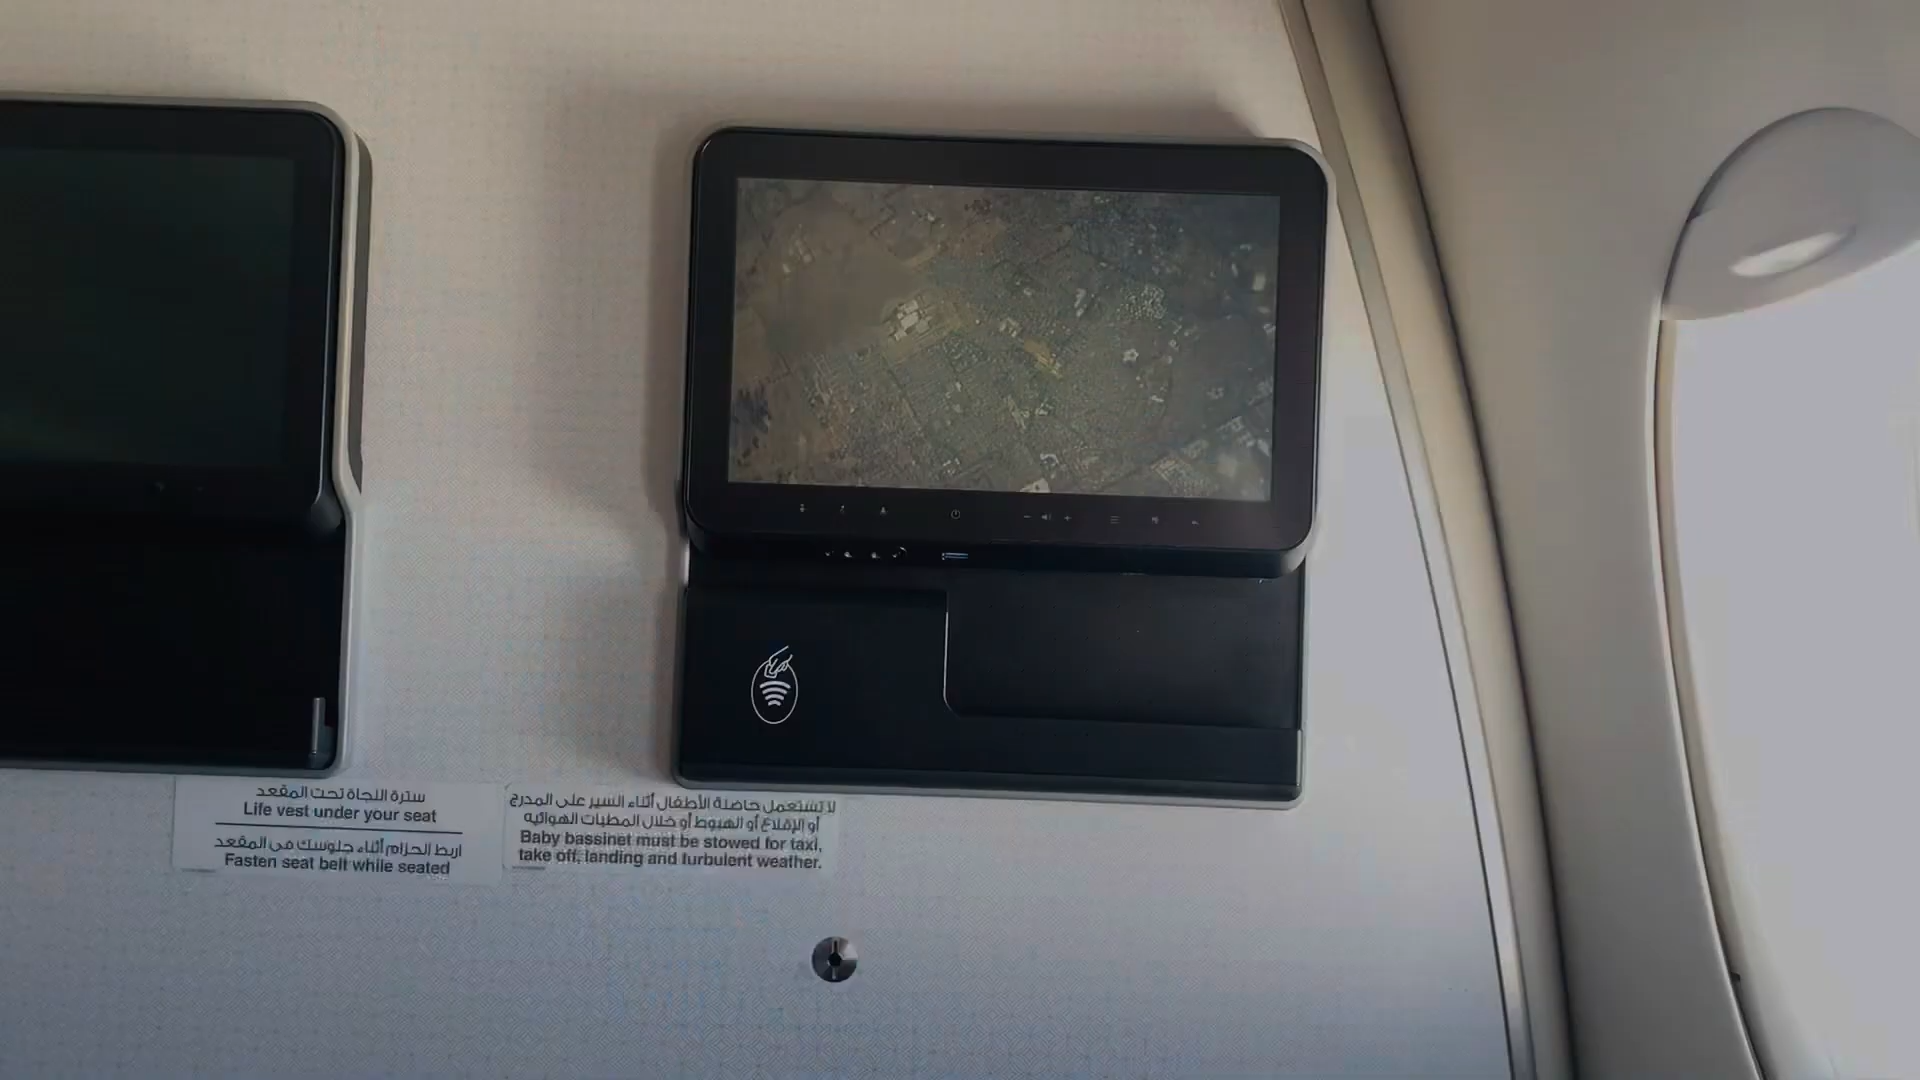 سترة النجاة تحت المقعد
Life vest under your seat
اربط الحزام أثناء جلوسك في المقعد
Fasten seat belt while seated
لا تستعمل حاضنة الأطفال أثناء السير على المدرج
أو الإقلاع أو الهبوط أو خلال المطبات الهوائيه
Baby bassinet must be stowed for taxi,
take off, landing and turbulent weather.